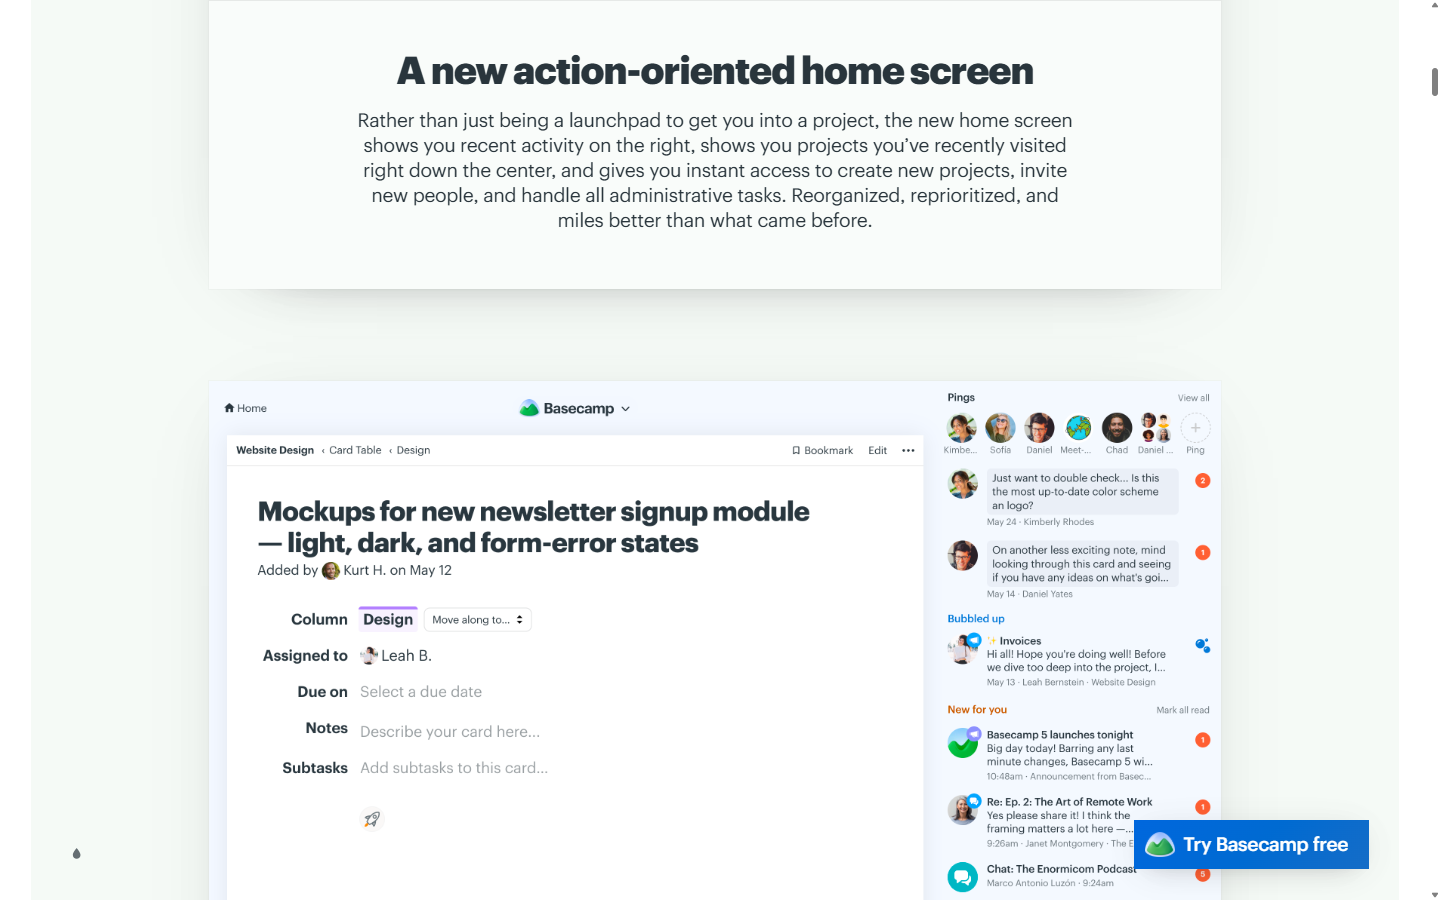 A new action-oriented home screen
Rather than just being a launchpad to get you into a project, the new home screen
shows you recent activity on the right, shows you projects you’ve recently visited
right down the center, and gives you instant access to create new projects, invite
new people, and handle all administrative tasks. Reorganized, reprioritized, and
miles better than what came before.
Home
Basecamp
Website Design ‹ Card Table ‹ Design
Bookmark Edit •••
Mockups for new newsletter signup module
— light, dark, and form-error states
Added by Kurt H. on May 12
Column Design Move along to...
Assigned to Leah B.
Due on Select a due date
Notes Describe your card here...
Subtasks Add subtasks to this card...
Pings View all
Kimbe... Sofia Daniel Meet-... Chad Daniel ... Ping
Just want to double check... Is this
the most up-to-date color scheme
an logo?
2
May 24 · Kimberly Rhodes
On another less exciting note, mind
looking through this card and seeing
if you have any ideas on what's goi...
1
May 14 · Daniel Yates
Bubbled up
✨ Invoices
Hi all! Hope you're doing well! Before
we dive too deep into the project, I...
May 13 · Leah Bernstein · Website Design
New for you Mark all read
Basecamp 5 launches tonight
Big day today! Barring any last
minute changes, Basecamp 5 wi...
1
10:48am · Announcement from Basec...
Re: Ep. 2: The Art of Remote Work
Yes please share it! I think the
framing matters a lot here —...
1
9:26am · Janet Montgomery · The E
Chat: The Enormicom Podcast
Marco Antonio Luzón · 9:24am
5
Try Basecamp free